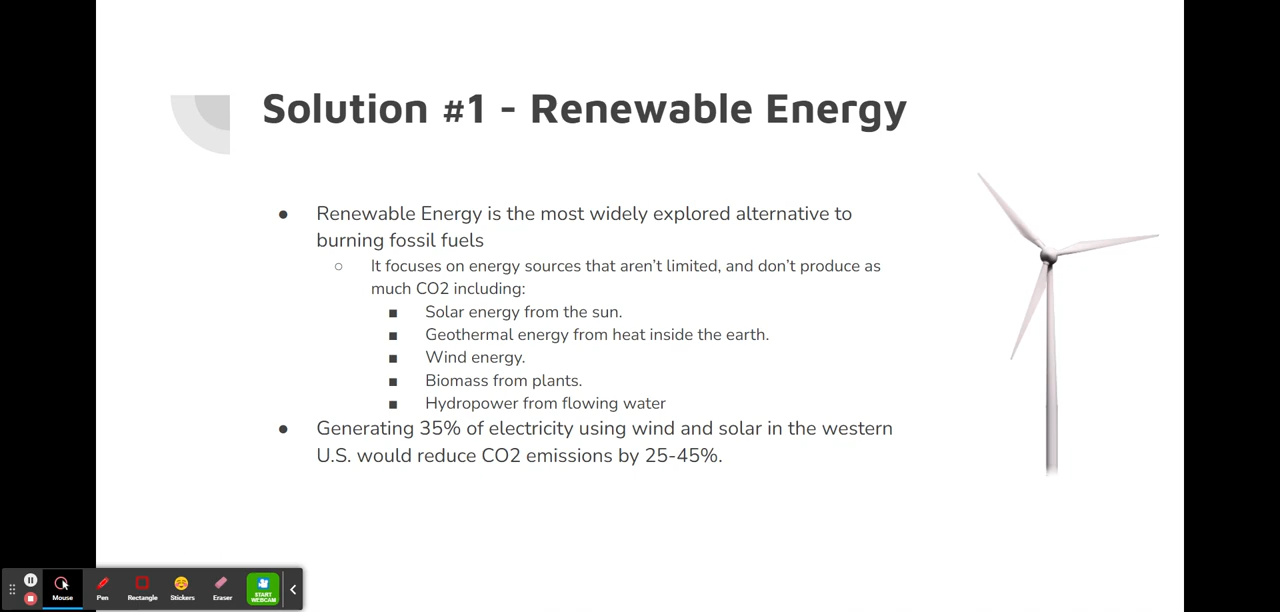 Solution #1 - Renewable Energy
● Renewable Energy is the most widely explored alternative to
burning fossil fuels
○ It focuses on energy sources that aren't limited, and don't produce as
much CO2 including:
■ Solar energy from the sun.
■ Geothermal energy from heat inside the earth.
■ Wind energy.
■ Biomass from plants.
■ Hydropower from flowing water
● Generating 35% of electricity using wind and solar in the western
U.S. would reduce CO2 emissions by 25-45%.
Mouse Pen Rectangle Stickers Eraser START
WEBCAM